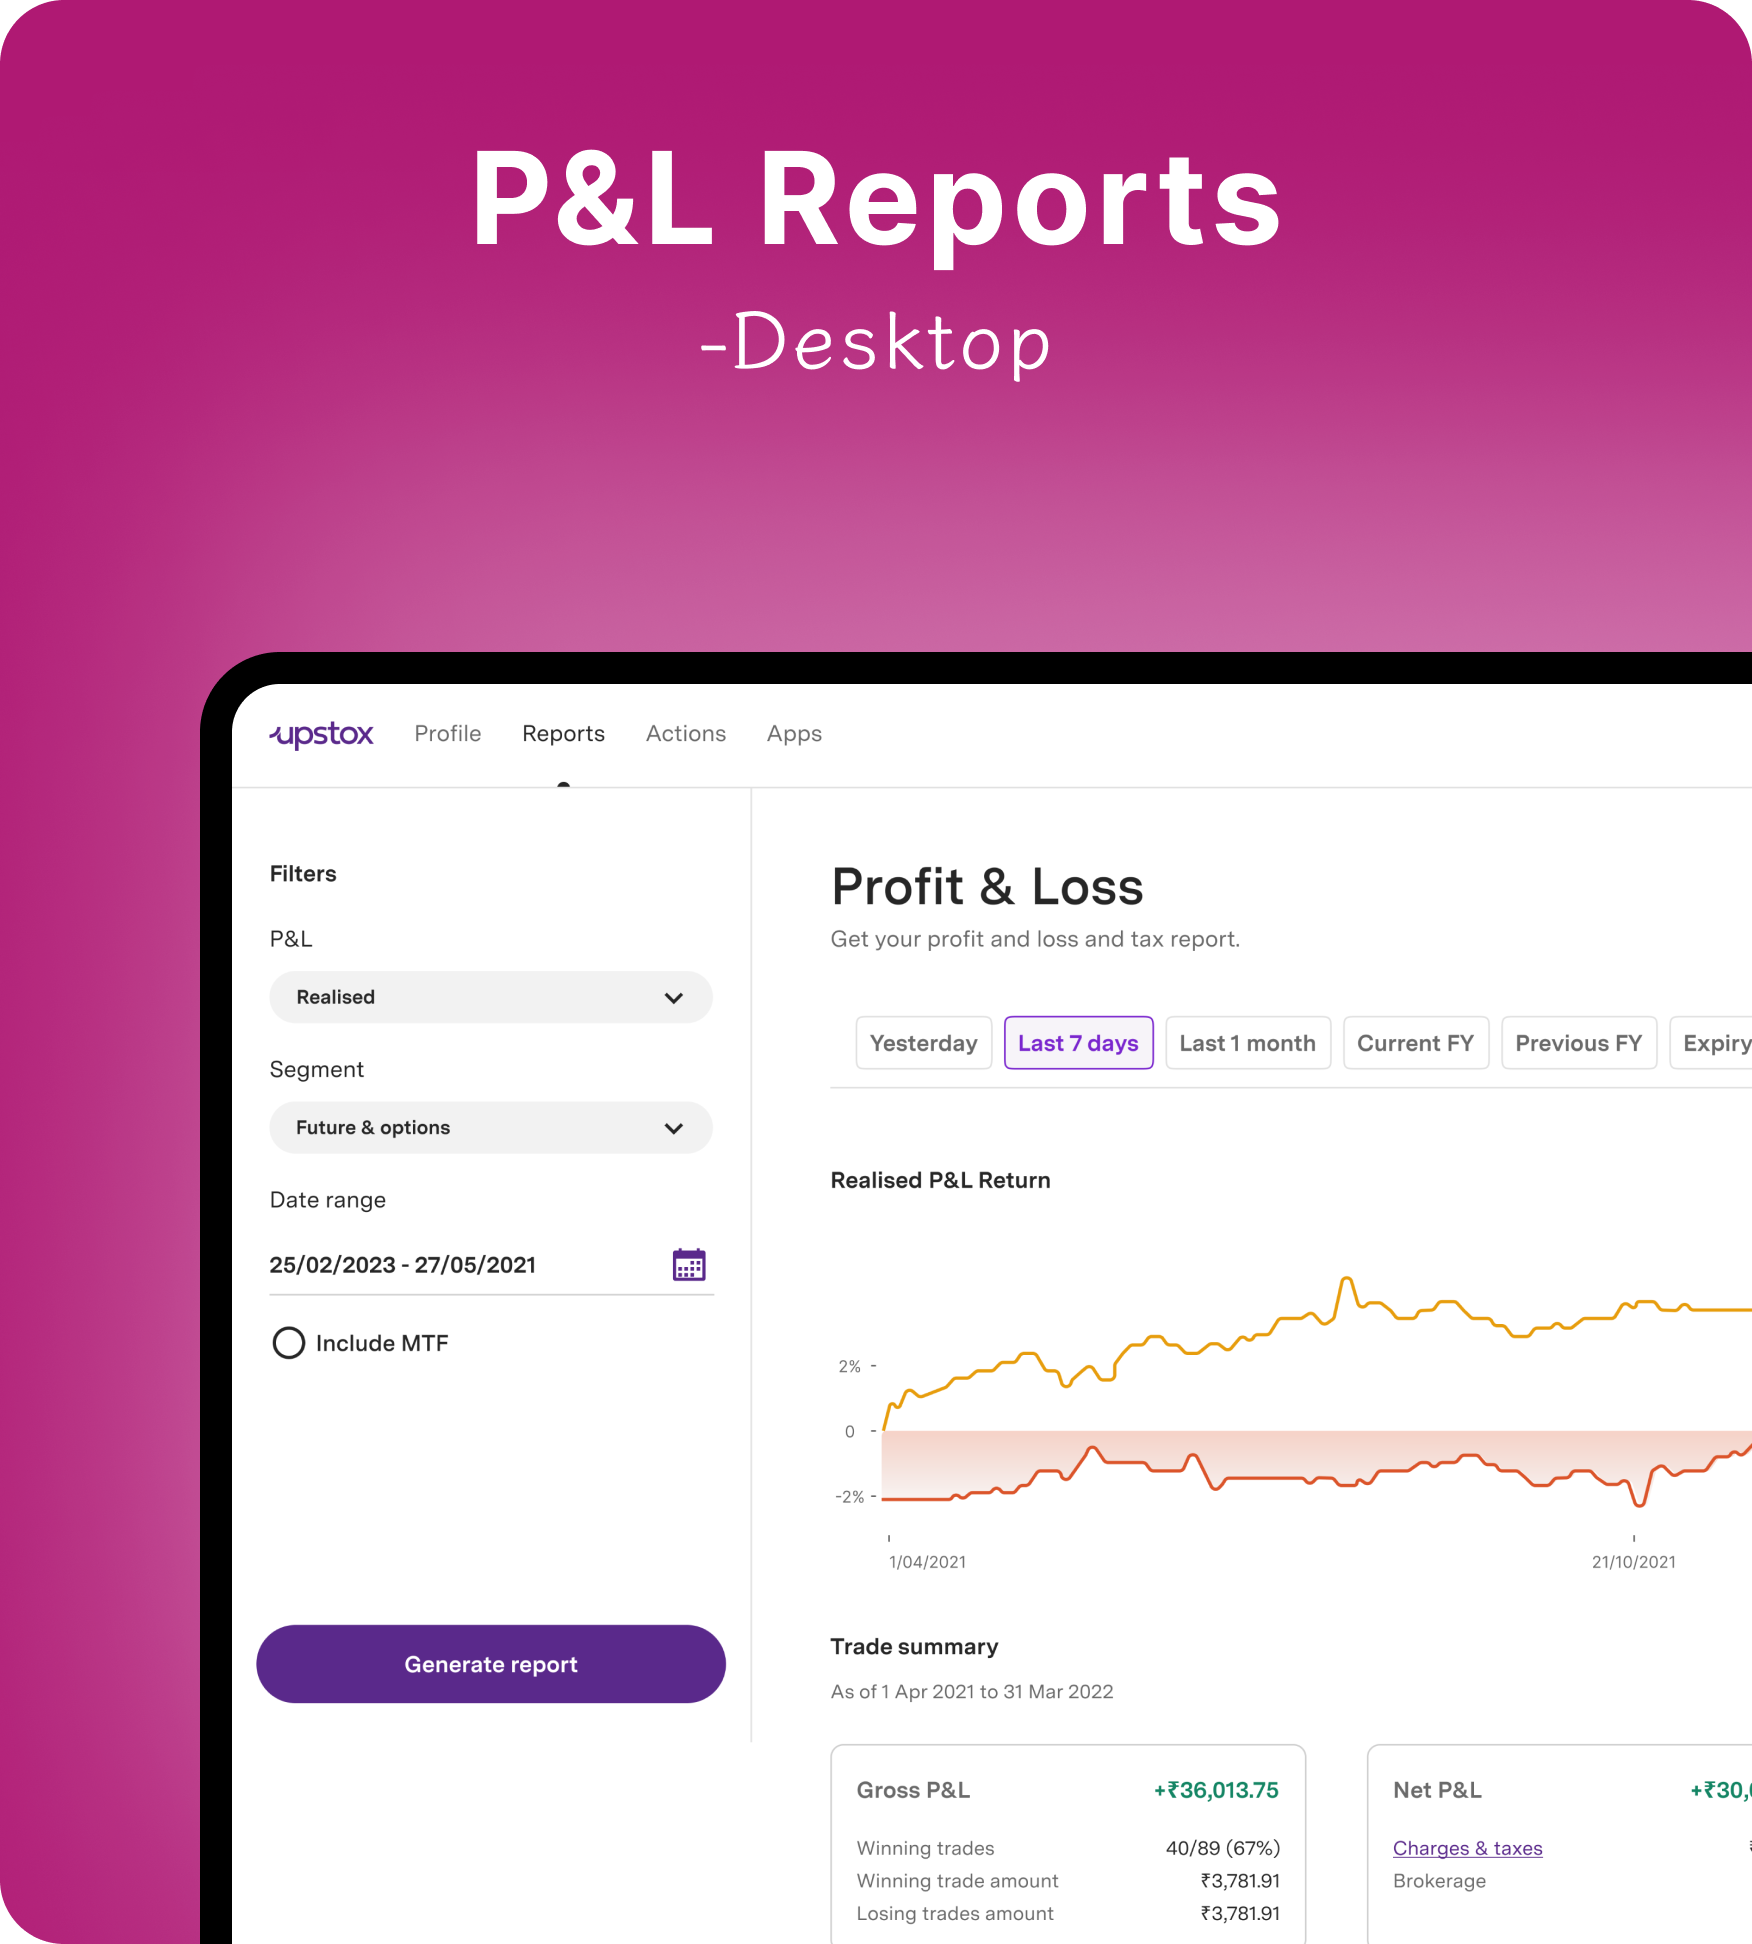 P&L Reports
-Desktop
upstox Profile Reports Actions Apps
Filters
P&L
Realised
Segment
Future & options
Date range
25/02/2023 - 27/05/2021
Include MTF
Generate report
Profit & Loss
Get your profit and loss and tax report.
Yesterday Last 7 days Last 1 month Current FY Previous FY Expiry
Realised P&L Return
2%
0
-2%
1/04/2021 21/10/2021
Trade summary
As of 1 Apr 2021 to 31 Mar 2022
Gross P&L +₹36,013.75
Winning trades 40/89 (67%)
Winning trade amount ₹3,781.91
Losing trades amount ₹3,781.91
Net P&L +₹30,
Charges & taxes
Brokerage